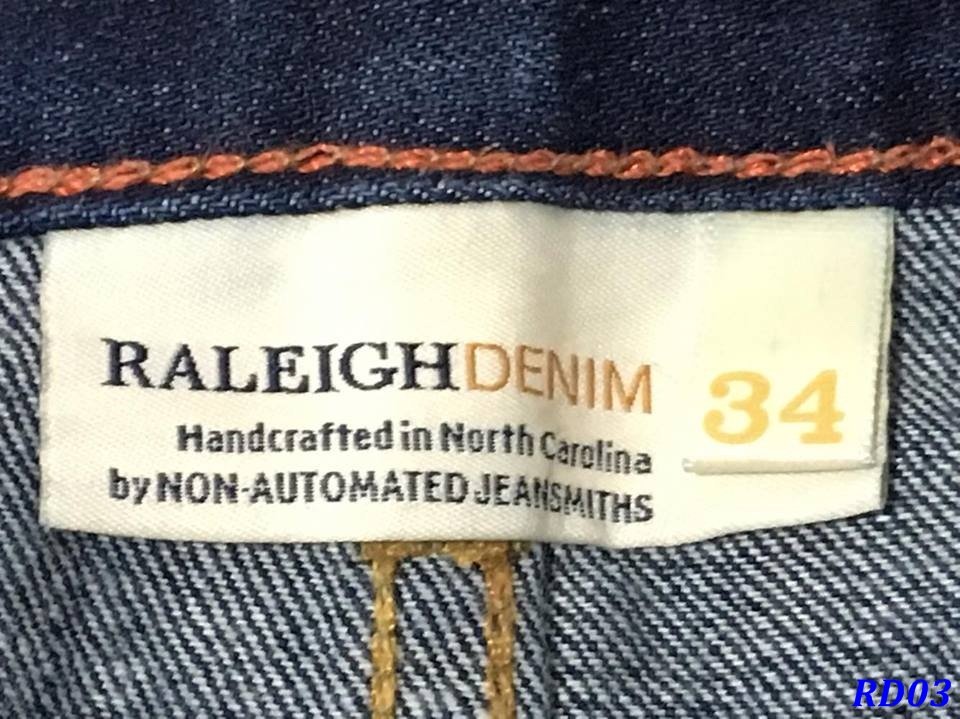 RALEIGHDENIM
34
Handcrafted in North Carolina
by NON-AUTOMATED JEANSMITHS
RD03